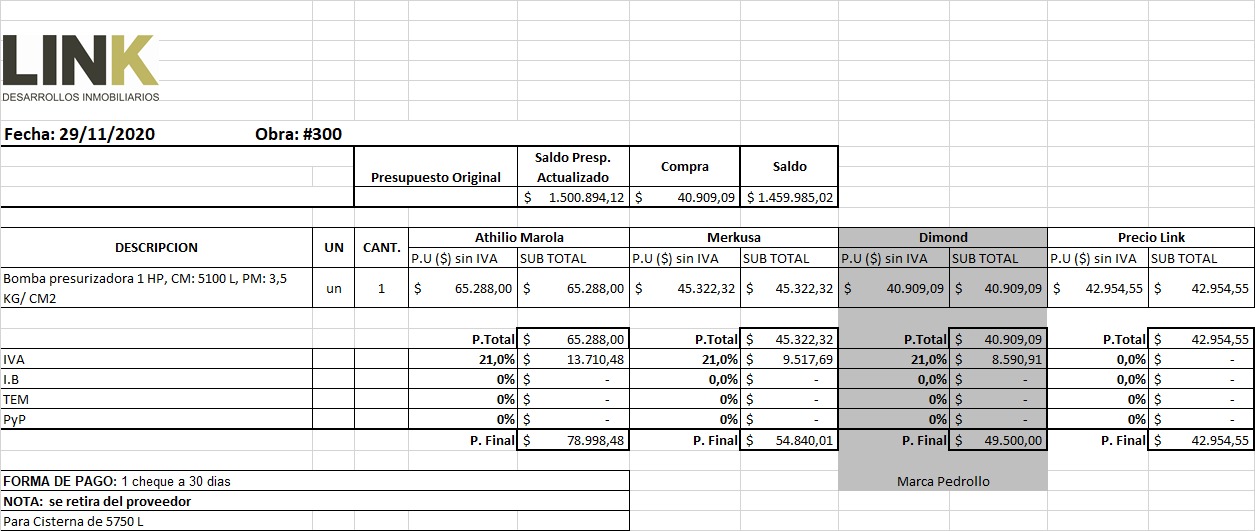 LINK
DESARROLLOS INMOBILIARIOS
Fecha: 29/11/2020 Obra: #300
Presupuesto Original Saldo Presp. Actualizado Compra Saldo
$ 1.500.894,12 $ 40.909,09 $ 1.459.985,02
DESCRIPCION UN CANT. Athilio Marola Merkusa Dimond Precio Link
P.U ($) sin IVA SUB TOTAL P.U ($) sin IVA SUB TOTAL P.U ($) sin IVA SUB TOTAL P.U ($) sin IVA SUB TOTAL
Bomba presurizadora 1 HP, CM: 5100 L, PM: 3,5
KG/ CM2 un 1 $ 65.288,00 $ 65.288,00 $ 45.322,32 $ 45.322,32 $ 40.909,09 $ 40.909,09 $ 42.954,55 $ 42.954,55
P.Total $ 65.288,00 P.Total $ 45.322,32 P.Total $ 40.909,09 P.Total $ 42.954,55
IVA 21,0% $ 13.710,48 21,0% $ 9.517,69 21,0% $ 8.590,91 0,0% $ -
I.B 0% $ - 0,0% $ - 0,0% $ - 0,0% $ -
TEM 0% $ - 0% $ - 0% $ - 0% $ -
PyP 0% $ - 0% $ - 0% $ - 0% $ -
P. Final $ 78.998,48 P. Final $ 54.840,01 P. Final $ 49.500,00 P. Final $ 42.954,55
FORMA DE PAGO: 1 cheque a 30 dias Marca Pedrollo
NOTA: se retira del proveedor
Para Cisterna de 5750 L